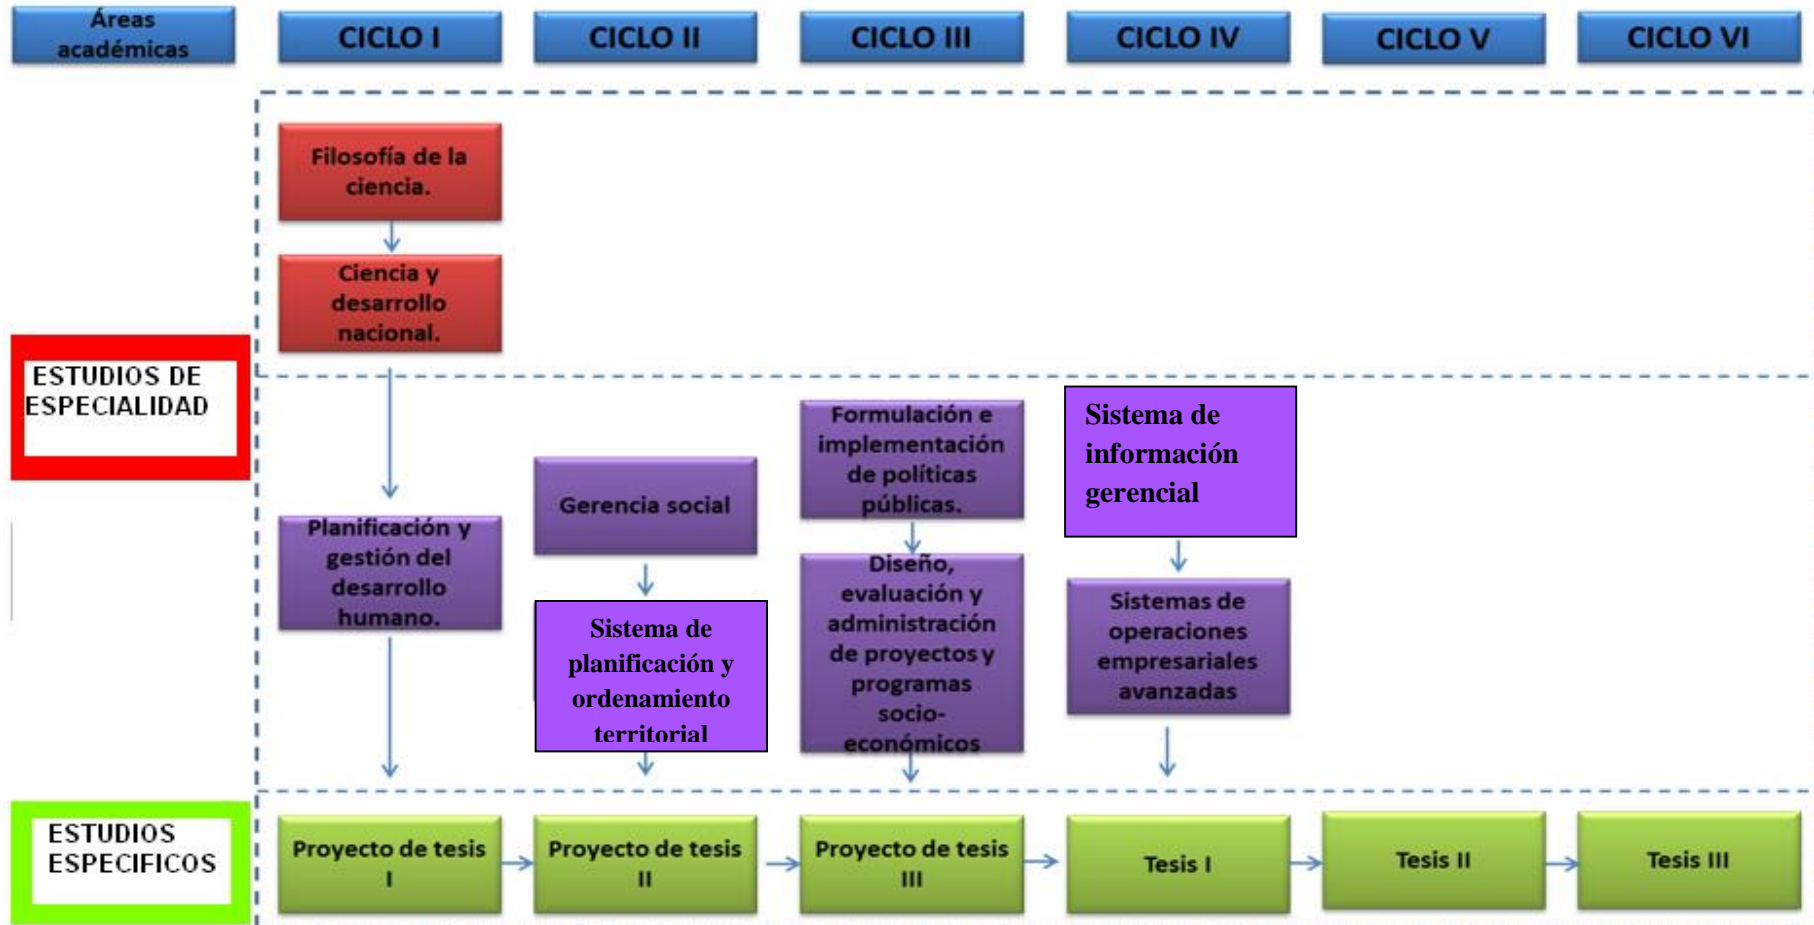 Áreas
académicas
CICLO I
CICLO II
CICLO III
CICLO IV
CICLO V
CICLO VI
Filosofía de la
ciencia.
Ciencia y
desarrollo
nacional.
ESTUDIOS DE
ESPECIALIDAD
Planificación y
gestión del
desarrollo
humano.
Gerencia social
Sistema de
planificación y
ordenamiento
territorial
Formulación e
implementación
de políticas
públicas.
Diseño,
evaluación y
administración
de proyectos y
programas
socio-
económicos
Sistema de
información
gerencial
Sistemas de
operaciones
empresariales
avanzadas
ESTUDIOS
ESPECIFICOS
Proyecto de tesis
I
Proyecto de tesis
II
Proyecto de tesis
III
Tesis I
Tesis II
Tesis III